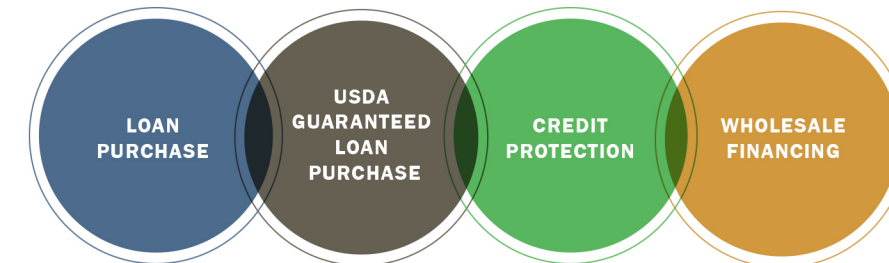 LOAN
PURCHASE
USDA
GUARANTEED
LOAN
PURCHASE
CREDIT
PROTECTION
WHOLESALE
FINANCING